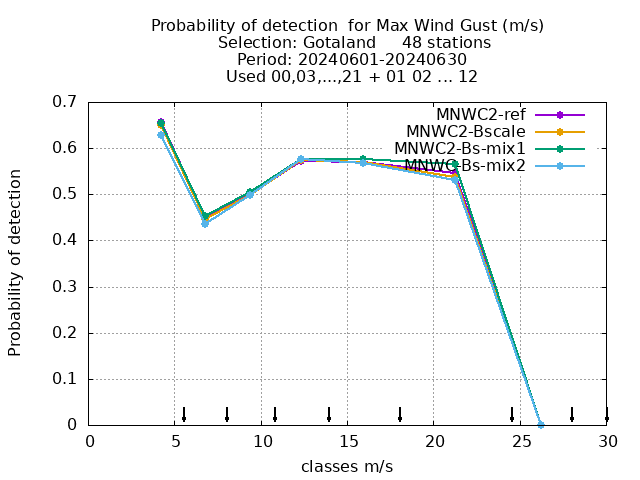 Probability of detection  for Max Wind Gust (m/s)
Selection: Gotaland     48 stations
Period: 20240601-20240630
Used 00,03,...,21 + 01 02 ... 12
MNWC2-ref
MNWC2-Bscale
MNWC2-Bs-mix1
MNWC-Bs-mix2
Probability of detection
0.7
0.6
0.5
0.4
0.3
0.2
0.1
0
0 5 10 15 20 25 30
classes m/s